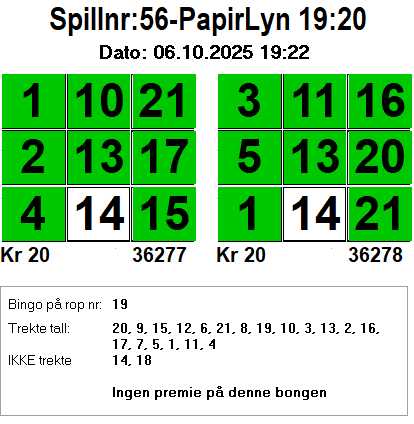 Spillnr:56-PapirLyn 19:20
Dato: 06.10.2025 19:22
1 10 21 3 11 16
2 13 17 5 13 20
4 14 15 1 14 21
Kr 20 36277 Kr 20 36278
Bingo på rop nr: 19
Trekte tall: 20, 9, 15, 12, 6, 21, 8, 19, 10, 3, 13, 2, 16,
17, 7, 5, 1, 11, 4
IKKE trekte 14, 18
Ingen premie på denne bongen